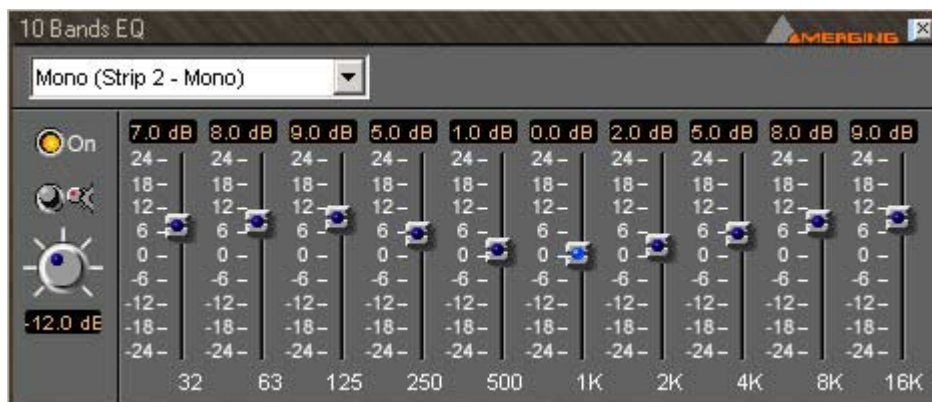 10 Bands EQ
MERGING
Mono (Strip 2 - Mono)
On
7.0 dB 8.0 dB 9.0 dB 5.0 dB 1.0 dB 0.0 dB 2.0 dB 5.0 dB 8.0 dB 9.0 dB
24 24 24 24 24 24 24 24 24 24
18 18 18 18 18 18 18 18 18 18
12 12 12 12 12 12 12 12 12 12
6 6 6 6 6 6 6 6 6 6
0 0 0 0 0 0 0 0 0 0
-6 -6 -6 -6 -6 -6 -6 -6 -6 -6
-12 -12 -12 -12 -12 -12 -12 -12 -12 -12
-18 -18 -18 -18 -18 -18 -18 -18 -18 -18
-24 -24 -24 -24 -24 -24 -24 -24 -24 -24
-12.0 dB
32 63 125 250 500 1K 2K 4K 8K 16K